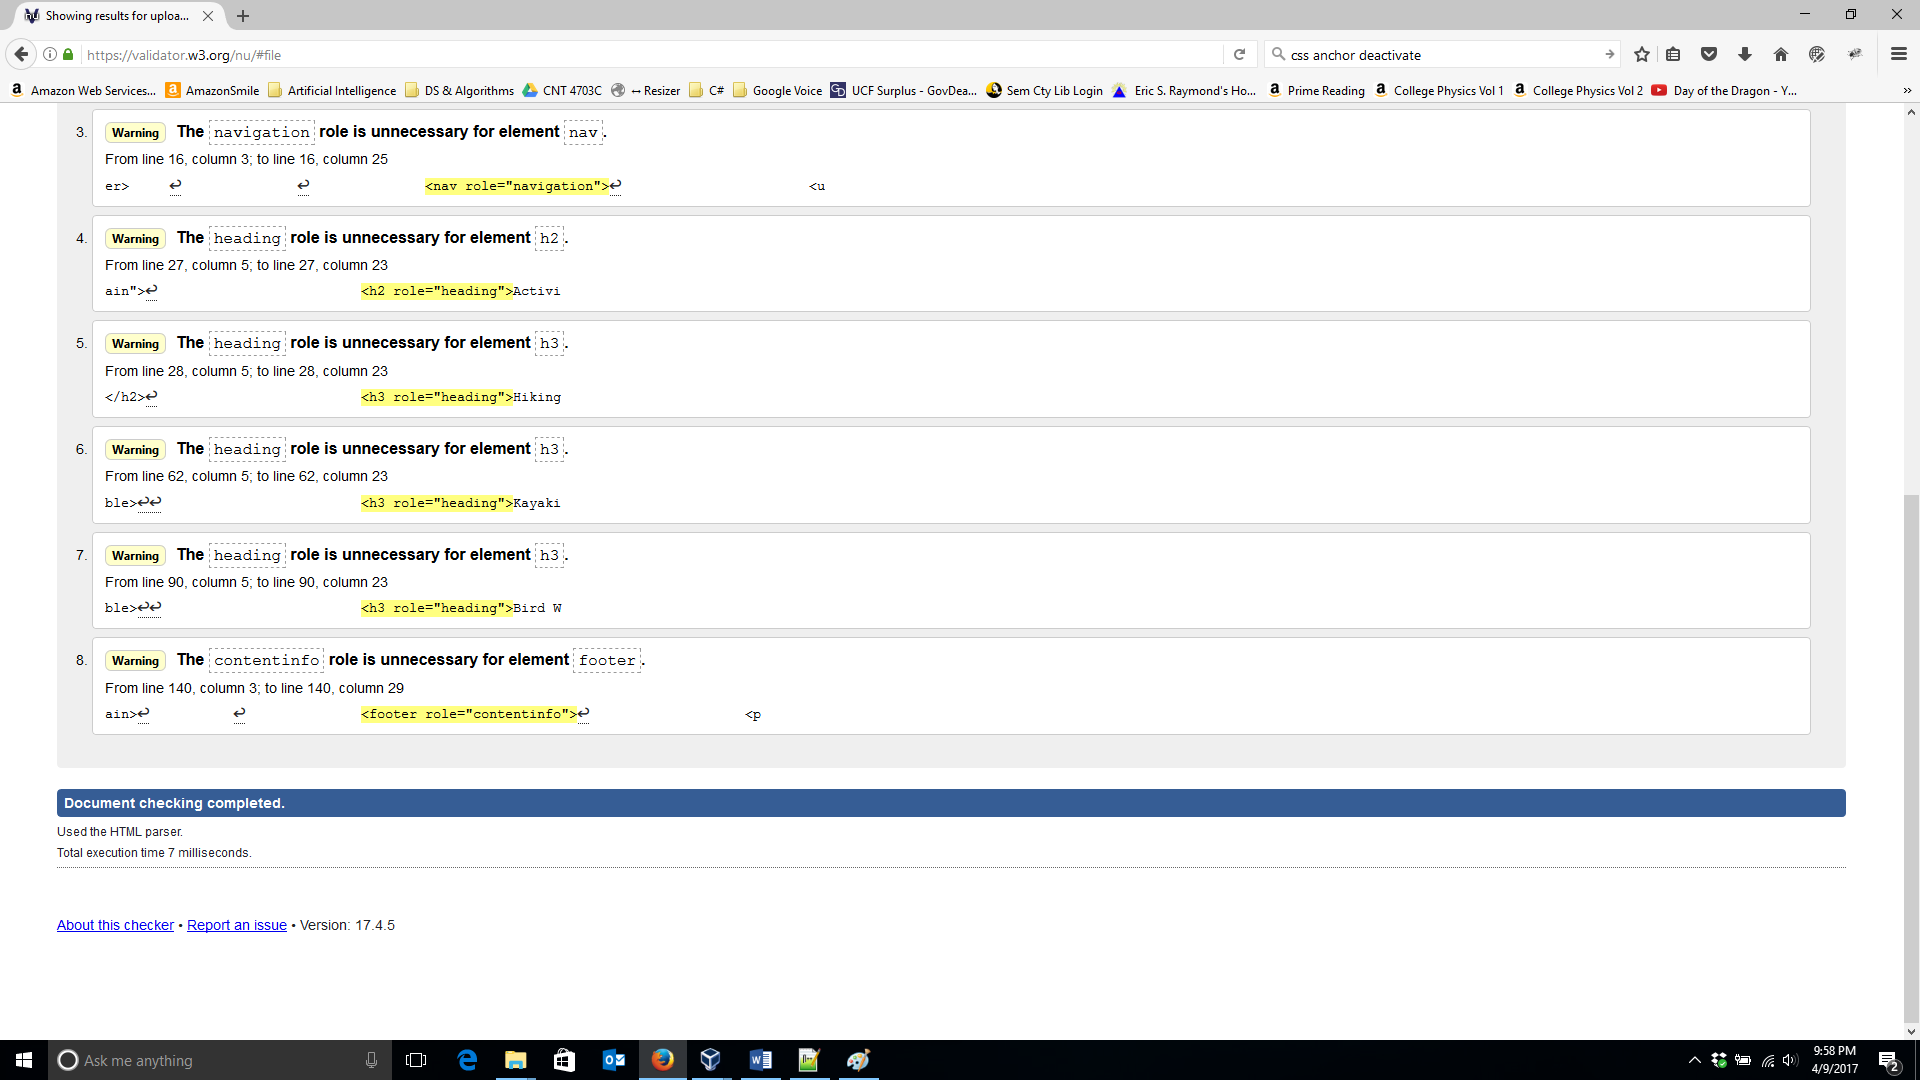 Showing results for uploa...
https://validator.w3.org/nu/#file
css anchor deactivate
Amazon Web Services... AmazonSmile Artificial Intelligence DS & Algorithms CNT 4703C ↔ Resizer C# Google Voice UCF Surplus - GovDea... Sem Cty Lib Login Eric S. Raymond's Ho... Prime Reading College Physics Vol 1 College Physics Vol 2 Day of the Dragon - Y... »
3. Warning The navigation role is unnecessary for element nav.
From line 16, column 3; to line 16, column 25
er>↩ ↩ <nav role="navigation">↩ <u
4. Warning The heading role is unnecessary for element h2.
From line 27, column 5; to line 27, column 23
ain">↩ <h2 role="heading">Activi
5. Warning The heading role is unnecessary for element h3.
From line 28, column 5; to line 28, column 23
</h2>↩ <h3 role="heading">Hiking
6. Warning The heading role is unnecessary for element h3.
From line 62, column 5; to line 62, column 23
ble>↩↩ <h3 role="heading">Kayaki
7. Warning The heading role is unnecessary for element h3.
From line 90, column 5; to line 90, column 23
ble>↩↩ <h3 role="heading">Bird W
8. Warning The contentinfo role is unnecessary for element footer.
From line 140, column 3; to line 140, column 29
ain>↩ ↩ <footer role="contentinfo">↩ <p
Document checking completed.
Used the HTML parser.
Total execution time 7 milliseconds.
About this checker • Report an issue • Version: 17.4.5
Ask me anything
9:58 PM
4/9/2017
2